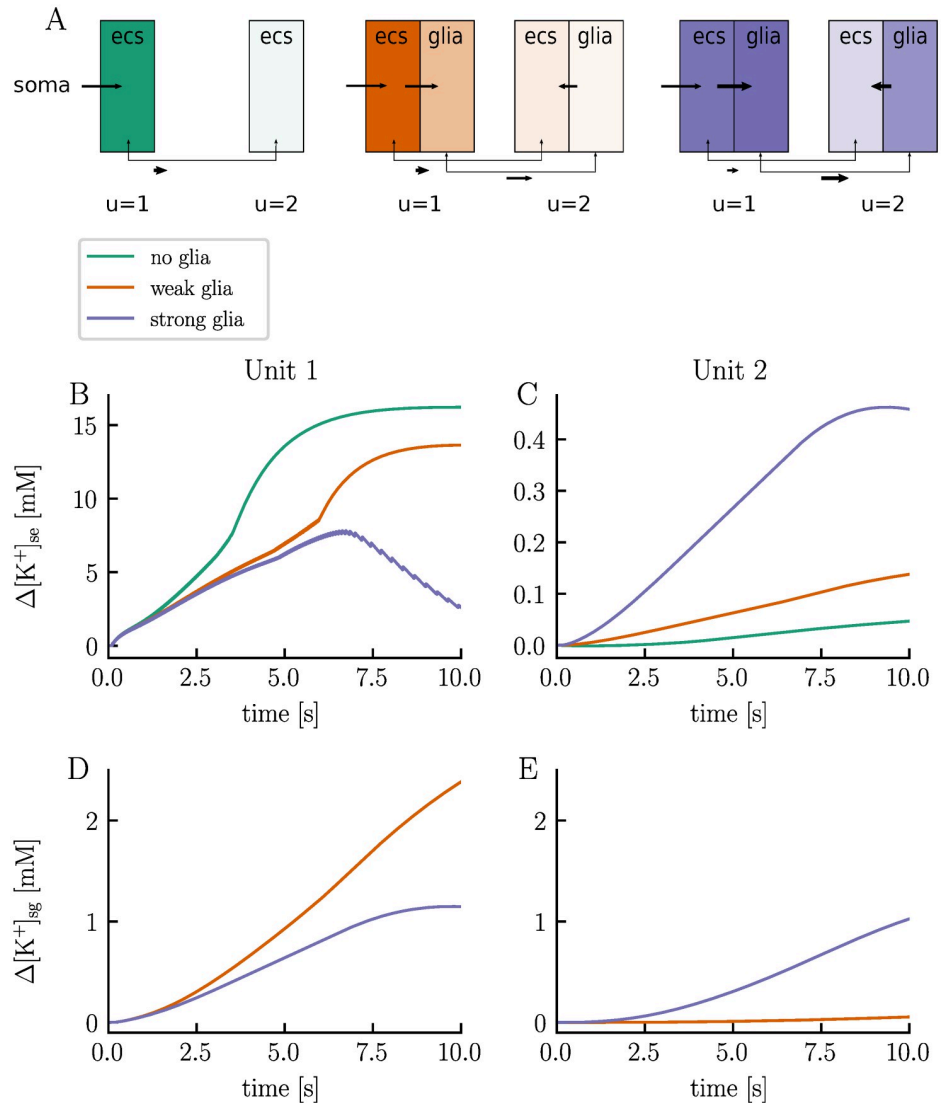 A
ecs ecs ecs glia ecs glia ecs glia ecs glia
soma
u=1 u=2 u=1 u=2 u=1 u=2
no glia
weak glia
strong glia
Unit 1 Unit 2
B C
Δ[K⁺]se [mM]
15
10
5
0
0.0 2.5 5.0 7.5 10.0
time [s]
0.4
0.3
0.2
0.1
0.0
0.0 2.5 5.0 7.5 10.0
time [s]
D E
Δ[K⁺]sg [mM]
2
1
0
0.0 2.5 5.0 7.5 10.0
time [s]
2
1
0
0.0 2.5 5.0 7.5 10.0
time [s]